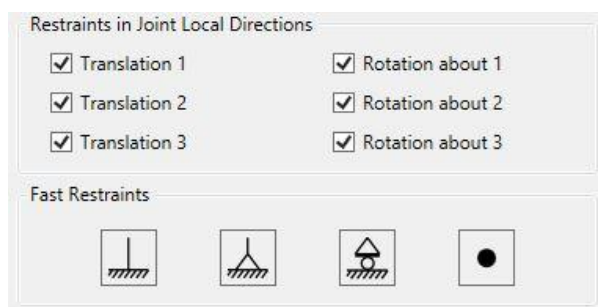 Restraints in Joint Local Directions
Translation 1 Rotation about 1
Translation 2 Rotation about 2
Translation 3 Rotation about 3
Fast Restraints